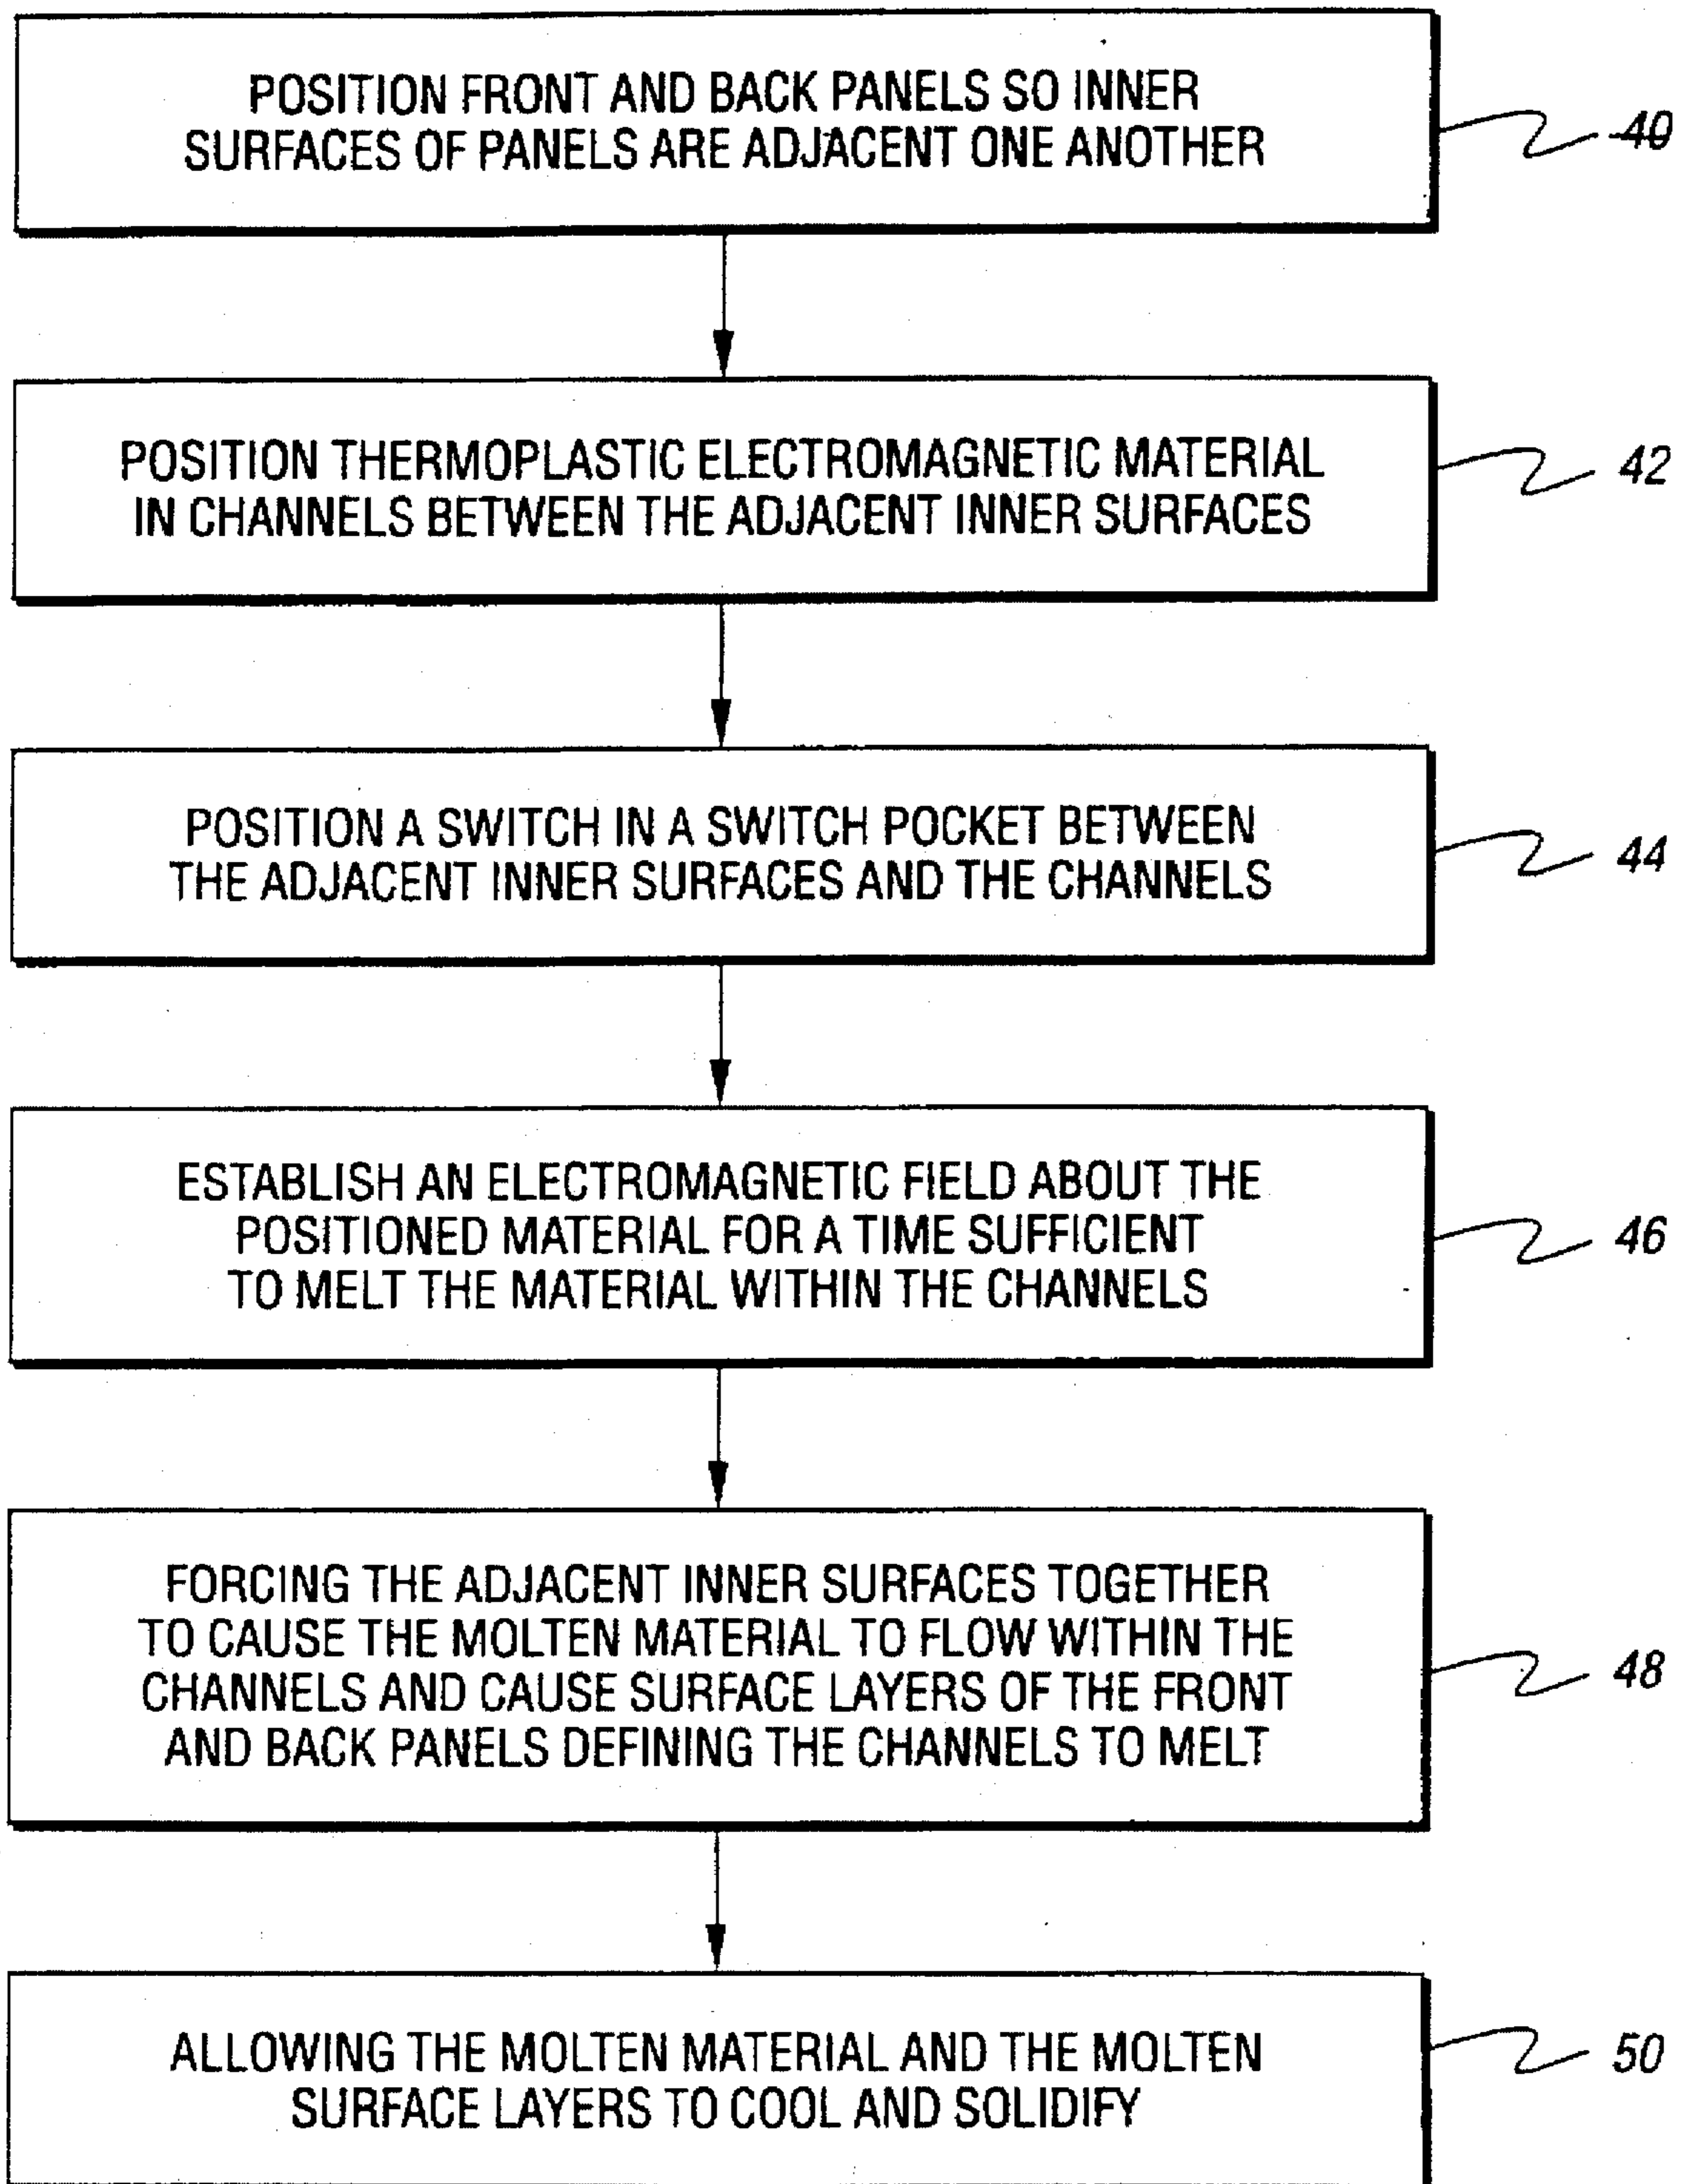 POSITION FRONT AND BACK PANELS SO INNER
SURFACES OF PANELS ARE ADJACENT ONE ANOTHER
40
POSITION THERMOPLASTIC ELECTROMAGNETIC MATERIAL
IN CHANNELS BETWEEN THE ADJACENT INNER SURFACES
42
POSITION A SWITCH IN A SWITCH POCKET BETWEEN
THE ADJACENT INNER SURFACES AND THE CHANNELS
44
ESTABLISH AN ELECTROMAGNETIC FIELD ABOUT THE
POSITIONED MATERIAL FOR A TIME SUFFICIENT
TO MELT THE MATERIAL WITHIN THE CHANNELS
46
FORCING THE ADJACENT INNER SURFACES TOGETHER
TO CAUSE THE MOLTEN MATERIAL TO FLOW WITHIN THE
CHANNELS AND CAUSE SURFACE LAYERS OF THE FRONT
AND BACK PANELS DEFINING THE CHANNELS TO MELT
48
ALLOWING THE MOLTEN MATERIAL AND THE MOLTEN
SURFACE LAYERS TO COOL AND SOLIDIFY
50